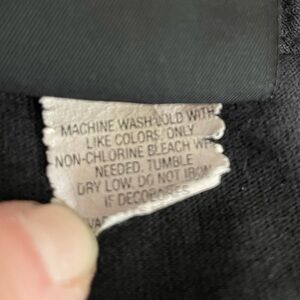 MACHINE WASH COLD WITH
LIKE COLORS. ONLY
NON-CHLORINE BLEACH WH
NEEDED. TUMBLE
DRY LOW. DO NOT IRON
IF DECO